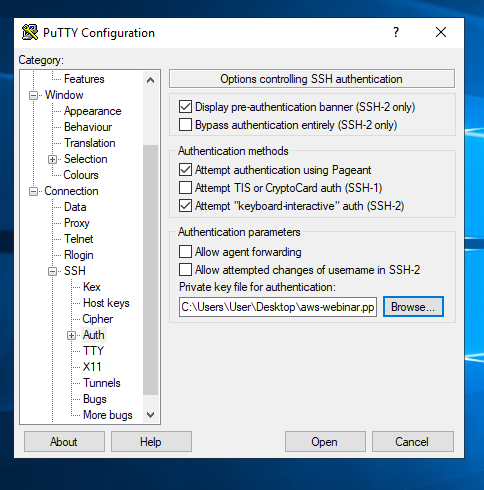 PuTTY Configuration
?
Category:
Features
Window
Appearance
Behaviour
Translation
Selection
Colours
Connection
Data
Proxy
Telnet
Rlogin
SSH
Kex
Host keys
Cipher
Auth
TTY
X11
Tunnels
Bugs
More bugs
Options controlling SSH authentication
Display pre-authentication banner (SSH-2 only)
Bypass authentication entirely (SSH-2 only)
Authentication methods
Attempt authentication using Pageant
Attempt TIS or CryptoCard auth (SSH-1)
Attempt "keyboard-interactive" auth (SSH-2)
Authentication parameters
Allow agent forwarding
Allow attempted changes of username in SSH-2
Private key file for authentication:
C:\Users\User\Desktop\aws-webinar.pp Browse...
About Help Open Cancel